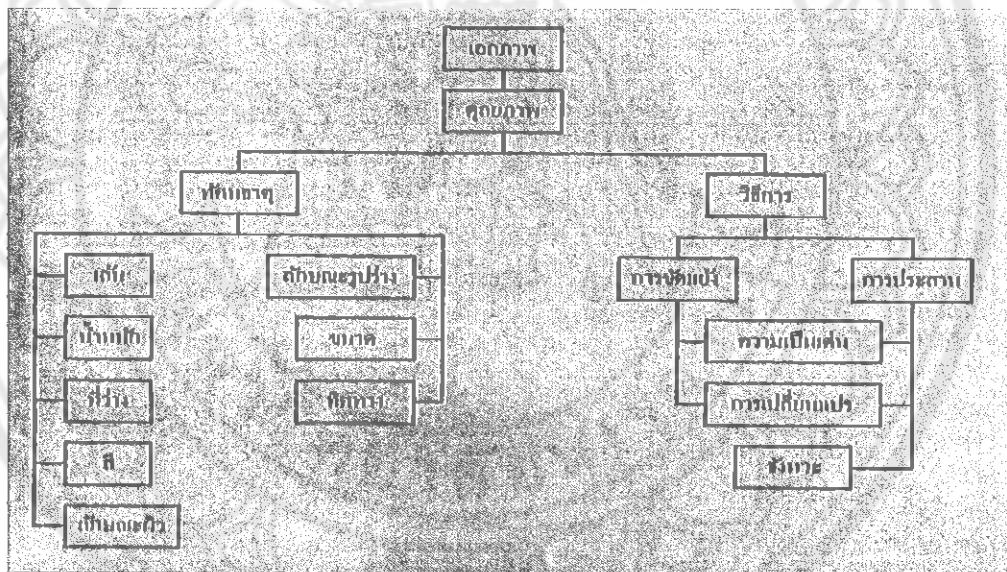 เอกภาพ
ดุลยภาพ
ทัศนธาตุ
วิธีการ
เส้น
ลักษณะรูปร่าง
การขัดแย้ง
การประสาน
น้ำหนัก
ขนาด
ความเป็นเด่น
ที่ว่าง
ทิศทาง
การเปลี่ยนแปร
สี
จังหวะ
ลักษณะผิว